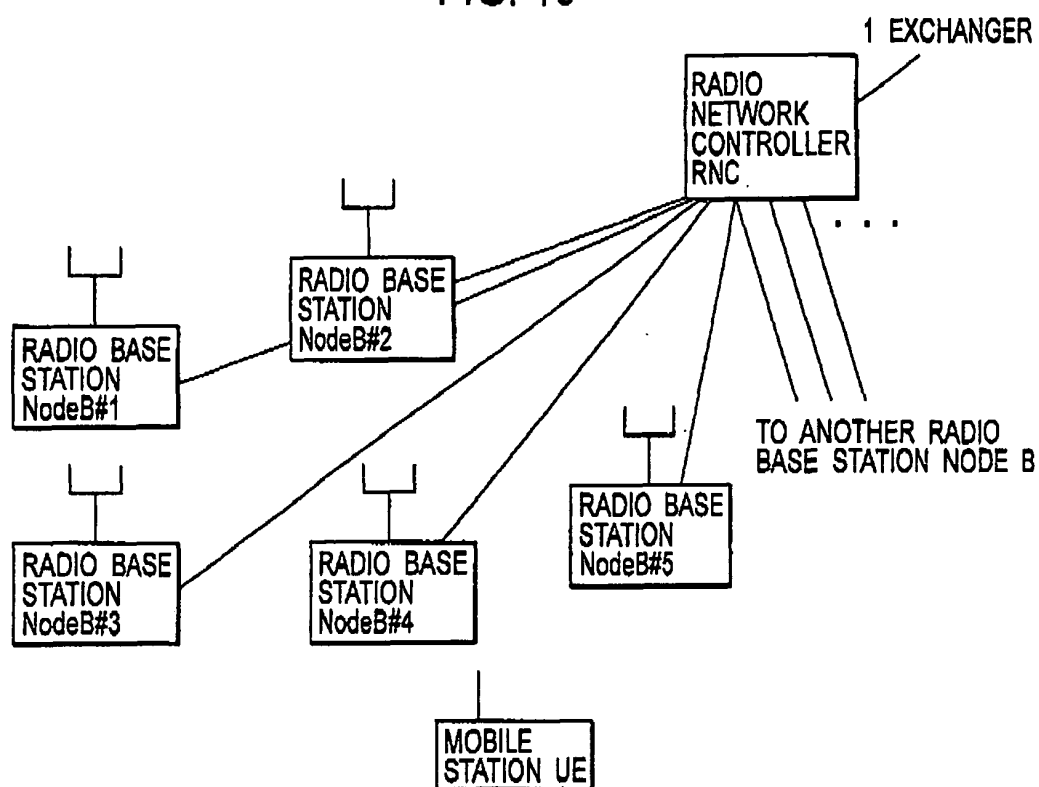 1 EXCHANGER
RADIO
NETWORK
CONTROLLER
RNC
. . .
RADIO BASE
STATION
NodeB#2
RADIO BASE
STATION
NodeB#1
TO ANOTHER RADIO
BASE STATION NODE B
RADIO BASE
STATION
NodeB#5
RADIO BASE
STATION
NodeB#3
RADIO BASE
STATION
NodeB#4
MOBILE
STATION UE